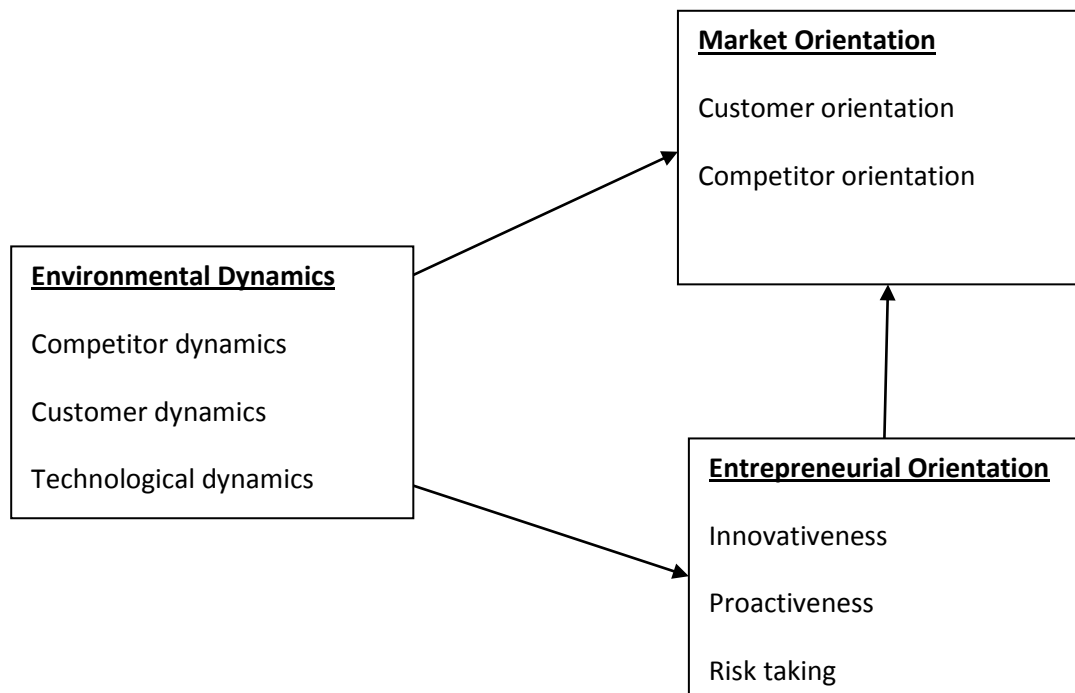 Market Orientation
Customer orientation
Competitor orientation
Environmental Dynamics
Competitor dynamics
Customer dynamics
Technological dynamics
Entrepreneurial Orientation
Innovativeness
Proactiveness
Risk taking